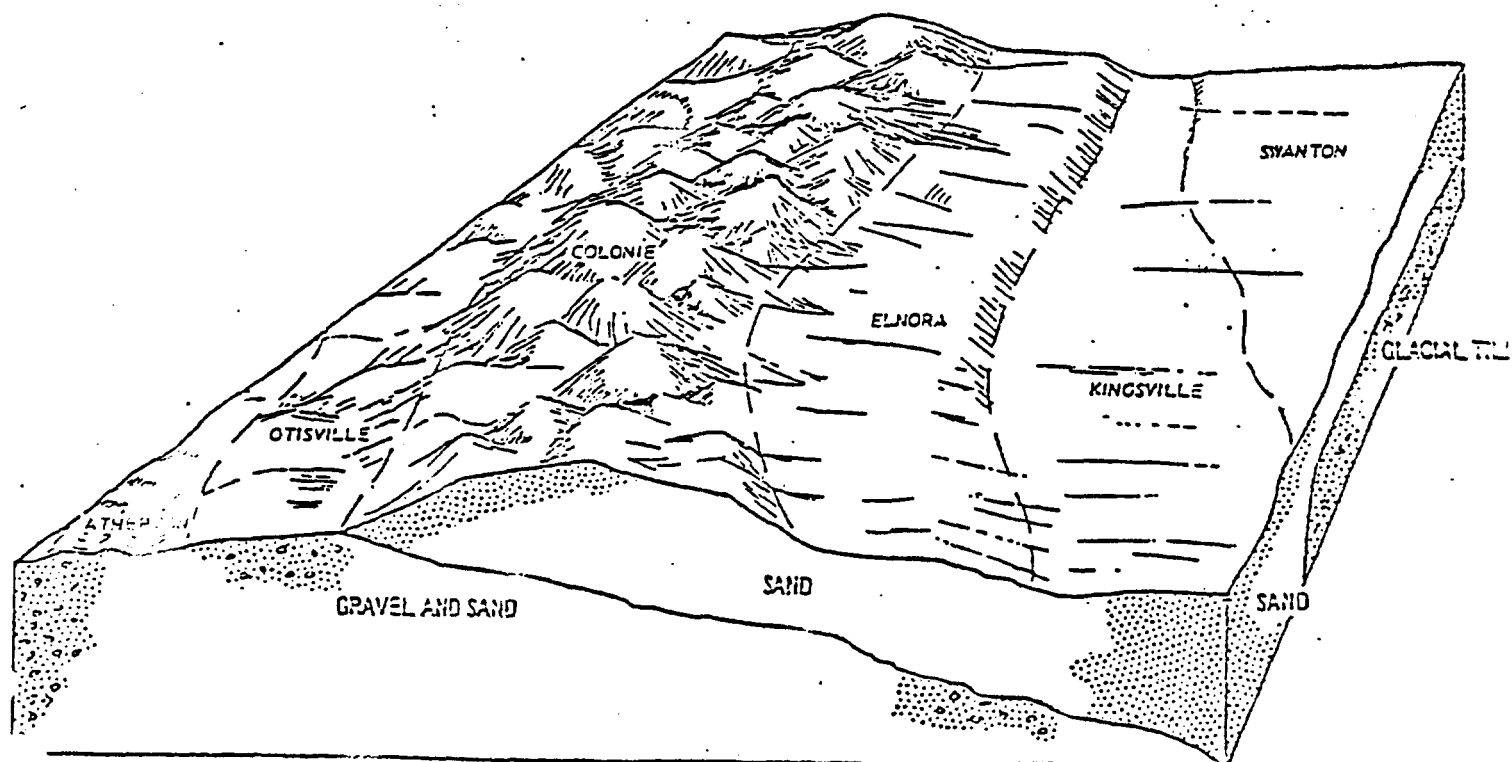 SWANTON
COLONIE
ELNORA
GLACIAL TILL
KINGSVILLE
OTISVILLE
SAND
GRAVEL AND SAND
SAND